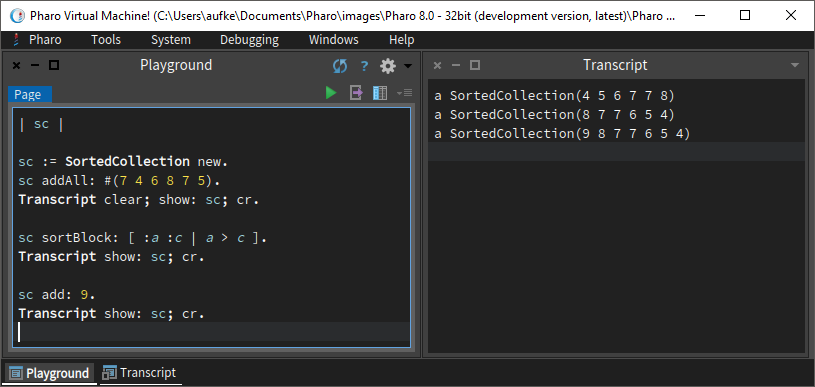 Pharo Virtual Machine! (C:\Users\aufke\Documents\Pharo\images\Pharo 8.0 - 32bit (development version, latest)\Pharo ...
Pharo Tools System Debugging Windows Help
Playground
?
Page
| sc |
sc := SortedCollection new.
sc addAll: #(7 4 6 8 7 5).
Transcript clear; show: sc; cr.
sc sortBlock: [ :a :c | a > c ].
Transcript show: sc; cr.
sc add: 9.
Transcript show: sc; cr.
Transcript
a SortedCollection(4 5 6 7 7 8)
a SortedCollection(8 7 7 6 5 4)
a SortedCollection(9 8 7 7 6 5 4)
Playground Transcript